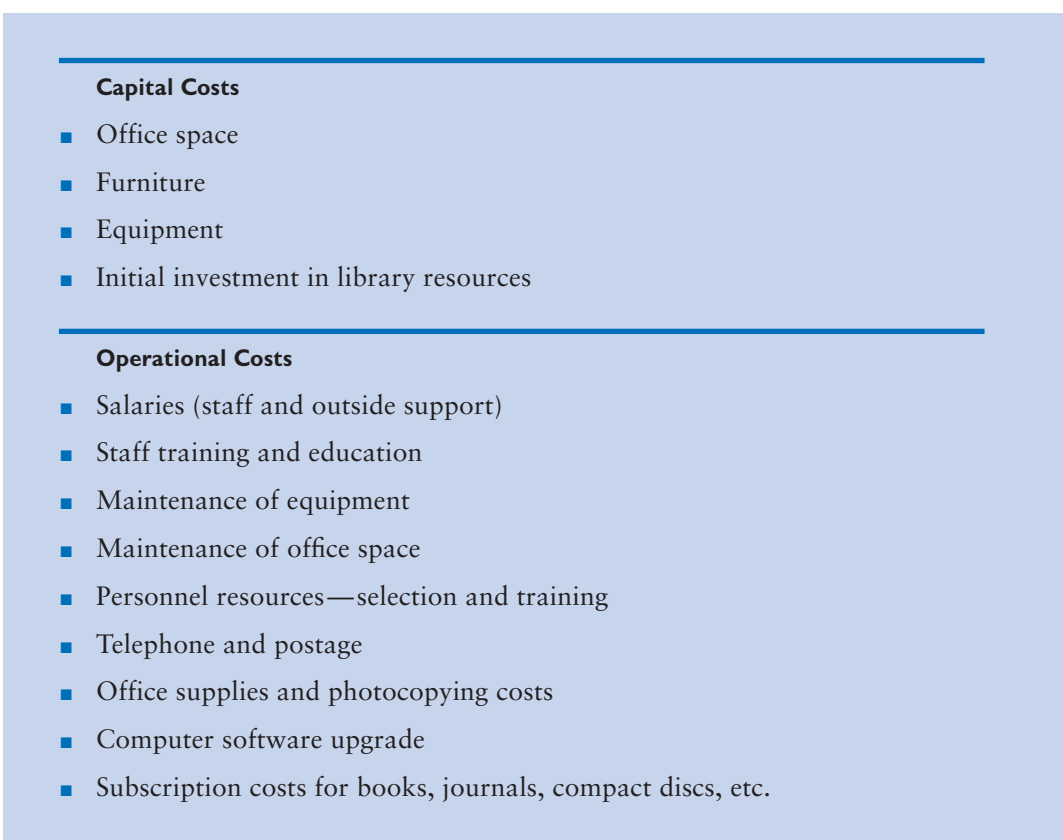 Capital Costs
■ Office space
■ Furniture
■ Equipment
■ Initial investment in library resources
Operational Costs
■ Salaries (staff and outside support)
■ Staff training and education
■ Maintenance of equipment
■ Maintenance of office space
■ Personnel resources—selection and training
■ Telephone and postage
■ Office supplies and photocopying costs
■ Computer software upgrade
■ Subscription costs for books, journals, compact discs, etc.